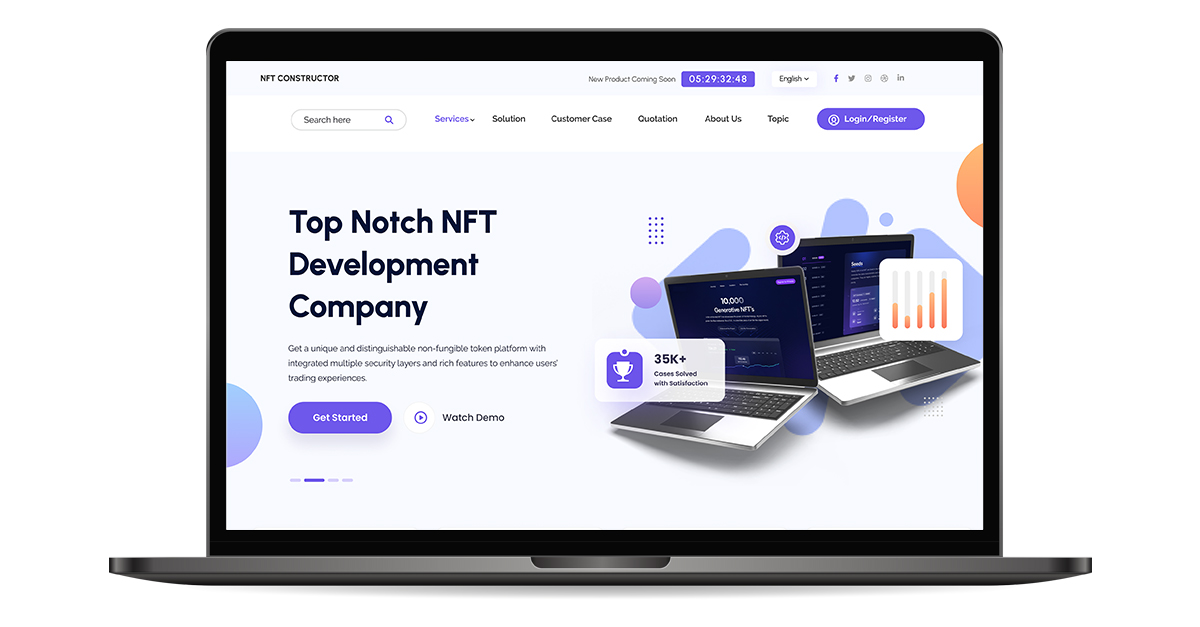 NFT CONSTRUCTOR
New Product Coming Soon 05:29:32:48 English
Search here Services Solution Customer Case Quotation About Us Topic Login/Register
Top Notch NFT
Development
Company
Get a unique and distinguishable non-fungible token platform with
integrated multiple security layers and rich features to enhance users'
trading experiences.
Get Started Watch Demo
10,000
Generative NFT's
35K+
Cases Solved
with Satisfaction
Seeds